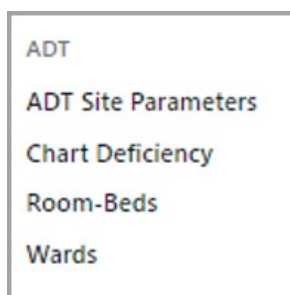 ADT
ADT Site Parameters
Chart Deficiency
Room-Beds
Wards